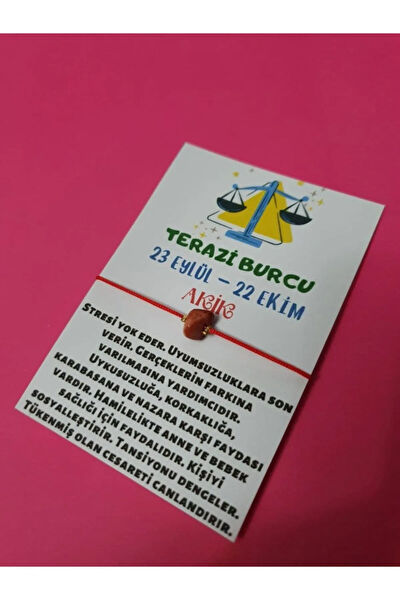 TERAZİ BURCU
23 EYLÜL – 22 EKİM
AKİK
STRESİ YOK EDER. UYUMSUZLUKLARA SON
VERİR. GERÇEKLERİN FARKINA
VARILMASINA YARDIMCIDIR.
UYKUSUZLUĞA, KORKAKLIĞA,
KARABASANA VE NAZARA KARŞI FAYDASI
VARDIR. HAMİLELİKTE ANNE VE BEBEK
SAĞLIĞI İÇİN FAYDALIDIR. KİŞİYİ
SOSYALLEŞTİRİR. TANSİYONU DENGELER.
TÜKENMİŞ OLAN CESARETİ CANLANDIRIR.